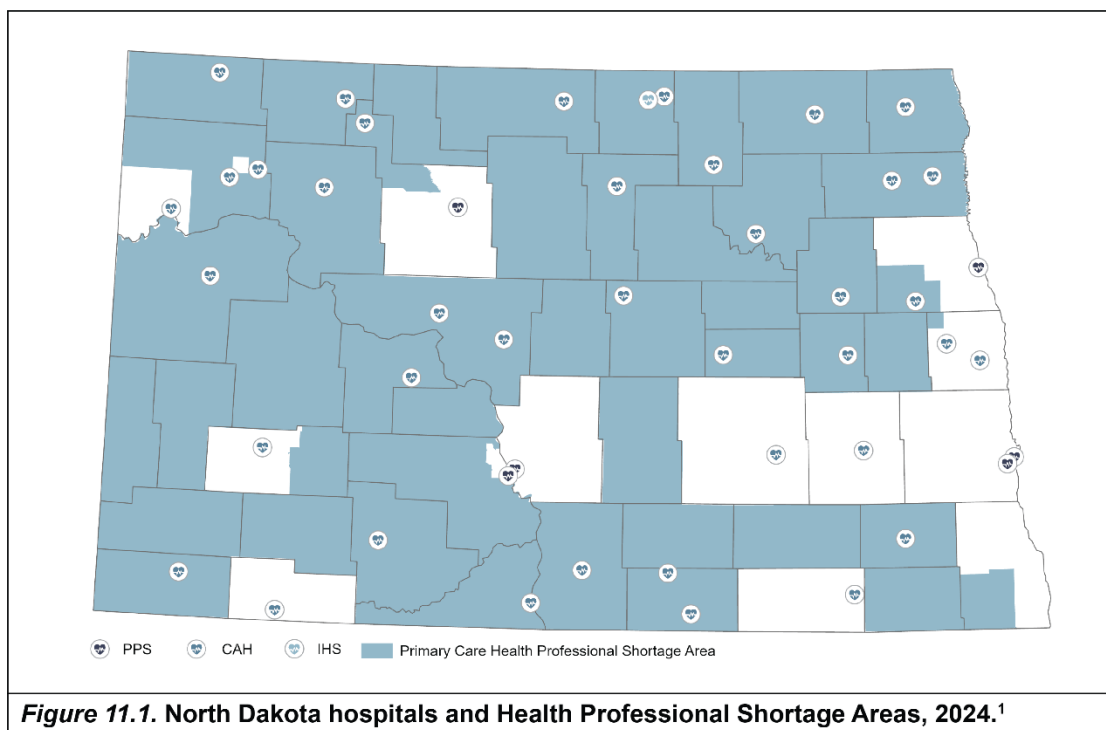 PPS CAH IHS Primary Care Health Professional Shortage Area
Figure 11.1. North Dakota hospitals and Health Professional Shortage Areas, 2024.¹